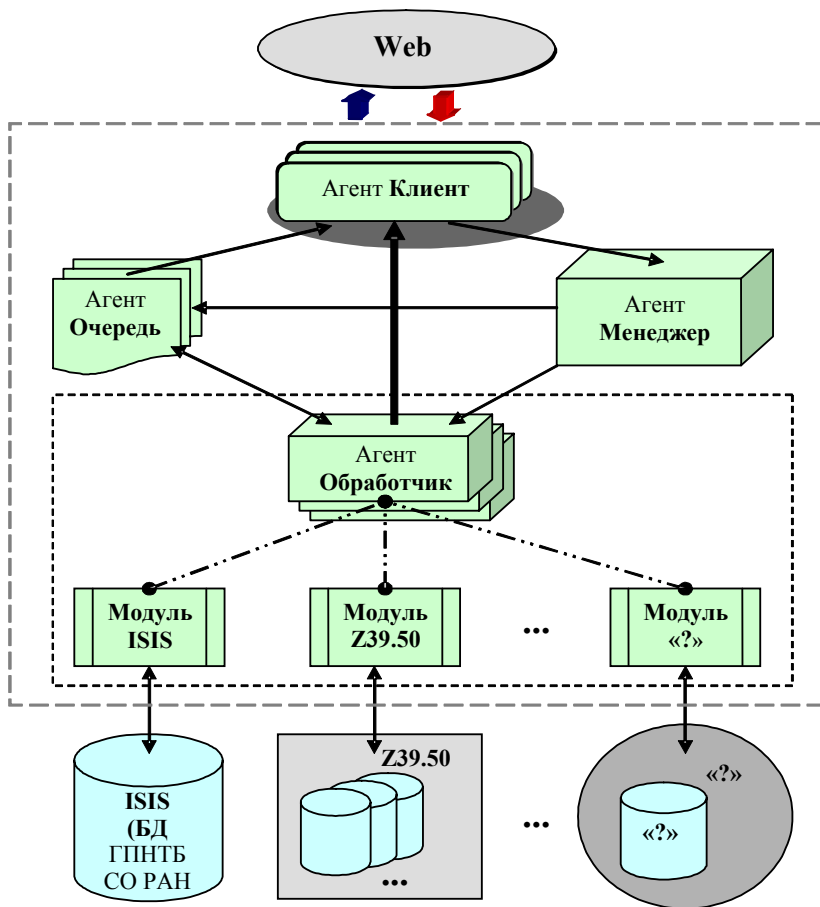 Web
Агент Клиент
Агент
Очередь
Агент
Менеджер
Агент
Обработчик
Модуль
ISIS
Модуль
Z39.50
...
Модуль
«?»
ISIS
(БД
ГПНТБ
СО РАН
Z39.50
...
...
«?»
«?»